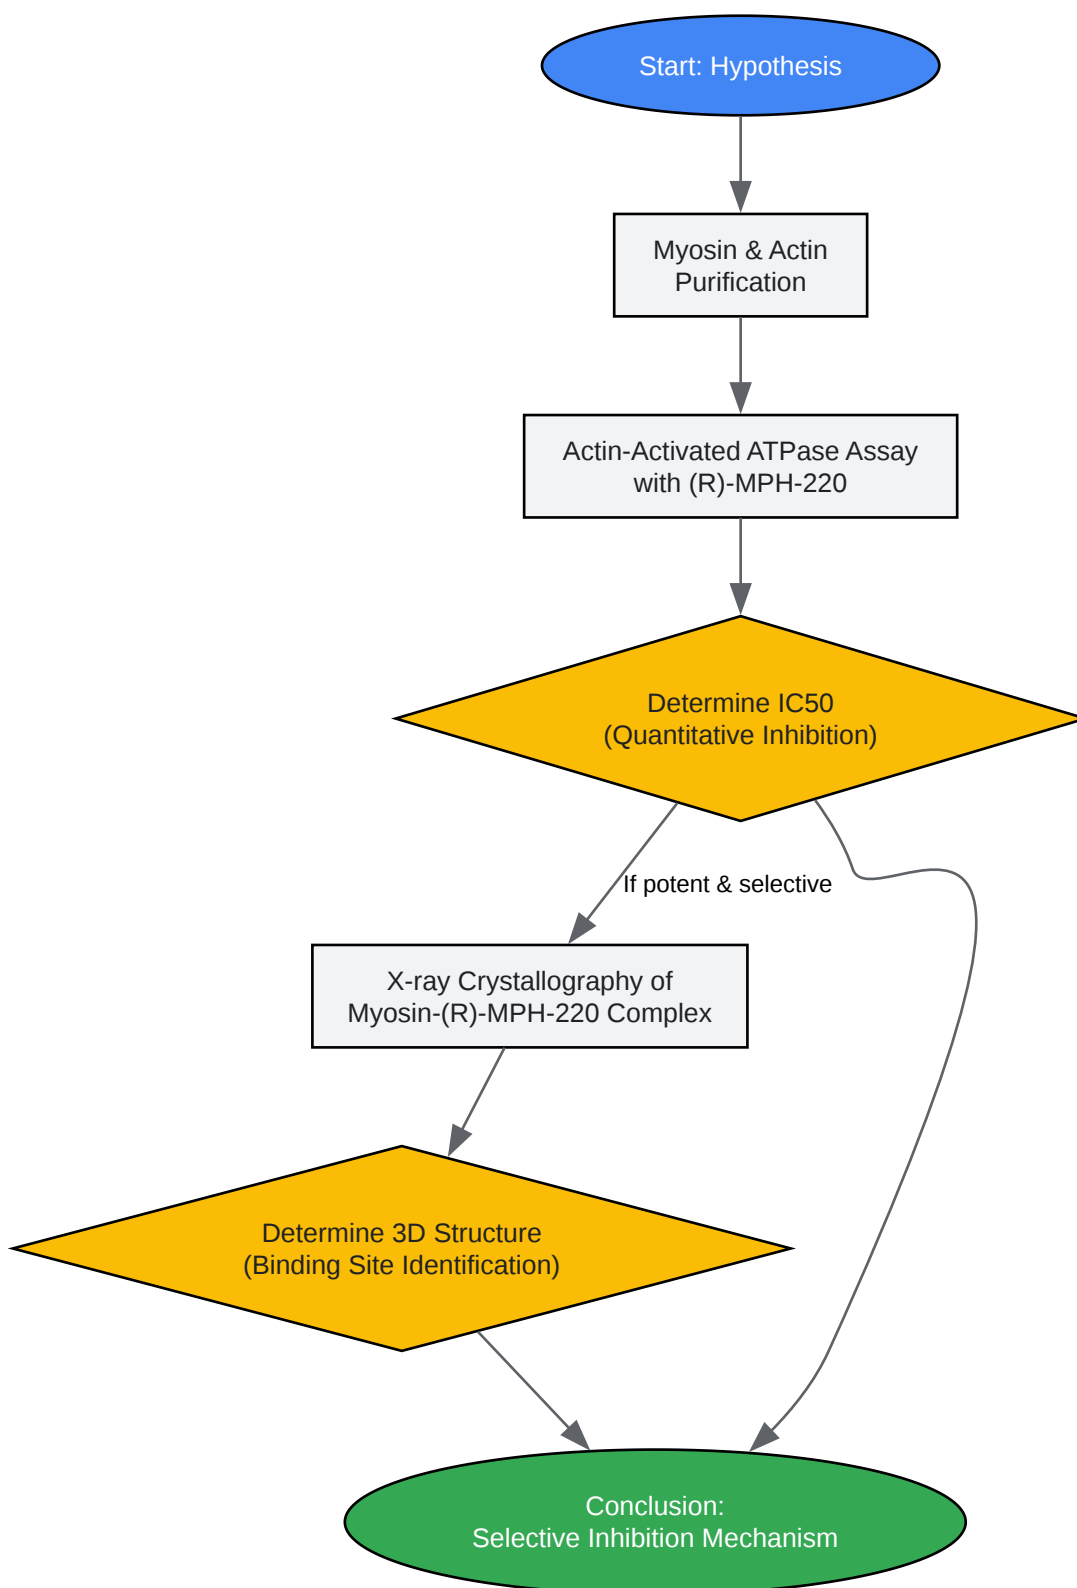 Start: Hypothesis
Myosin & Actin
Purification
Actin-Activated ATPase Assay
with (R)-MPH-220
Determine IC50
(Quantitative Inhibition)
If potent & selective
X-ray Crystallography of
Myosin-(R)-MPH-220 Complex
Determine 3D Structure
(Binding Site Identification)
Conclusion:
Selective Inhibition Mechanism